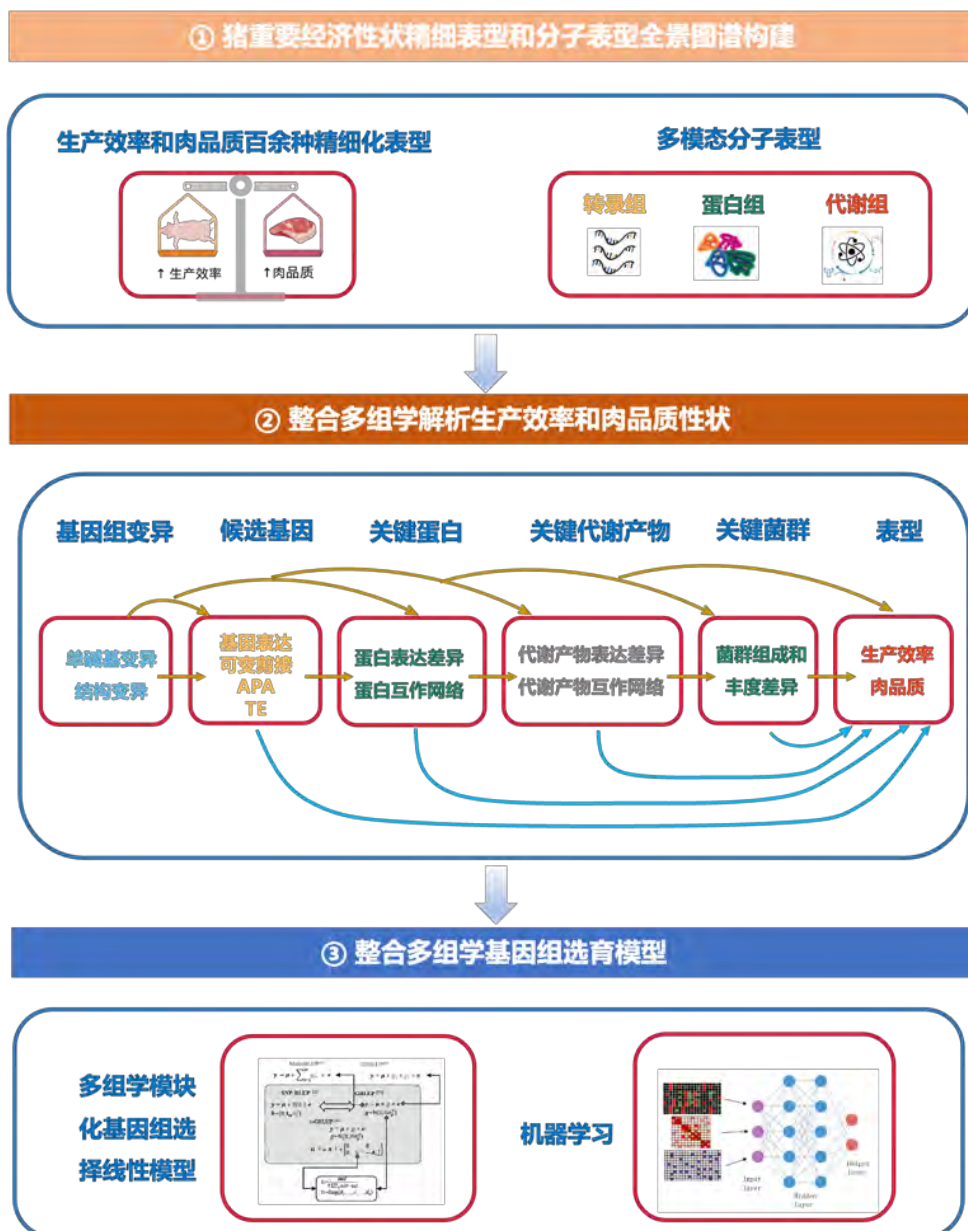 ① 猪重要经济性状精细表型和分子表型全景图谱构建
生产效率和肉品质百余种精细化表型
多模态分子表型
↑ 生产效率
↑肉品质
转录组
蛋白组
代谢组
② 整合多组学解析生产效率和肉品质性状
基因组变异
候选基因
关键蛋白
关键代谢产物
关键菌群
表型
单碱基变异
结构变异
基因表达
可变剪接
APA
TE
蛋白表达差异
蛋白互作网络
代谢产物表达差异
代谢产物互作网络
菌群组成和
丰度差异
生产效率
肉品质
③ 整合多组学基因组选育模型
多组学模块
化基因组选
择线性模型
机器学习
Input
layer
Hidden
layer
Output
layer